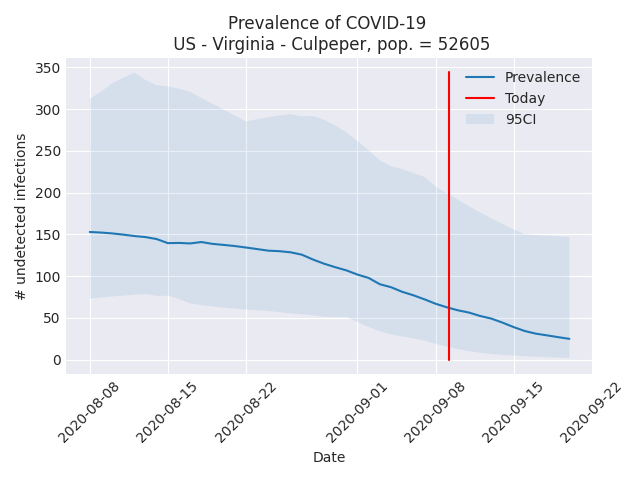 Prevalence of COVID-19
US - Virginia - Culpeper, pop. = 52605
Prevalence
Today
95CI
# undetected infections
350
300
250
200
150
100
50
0
2020-08-08
2020-08-15
2020-08-22
2020-09-01
2020-09-08
2020-09-15
2020-09-22
Date